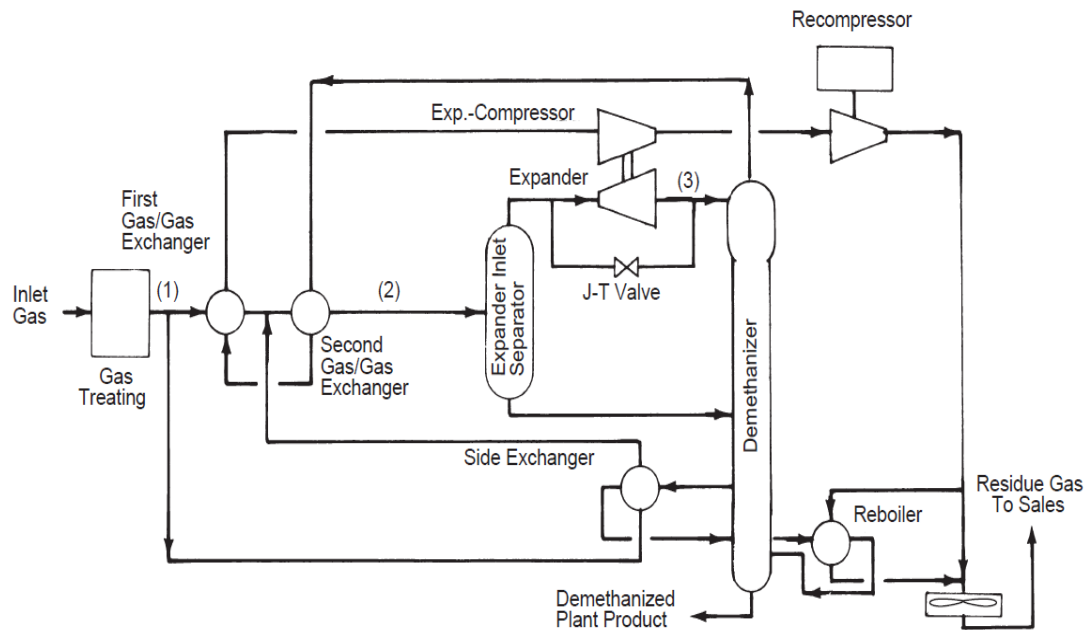 Recompressor
Exp.-Compressor
Expander
(3)
First
Gas/Gas
Exchanger
Inlet
Gas
(1)
(2)
J-T Valve
Expander Inlet
Separator
Second
Gas/Gas
Exchanger
Gas
Treating
Demethanizer
Side Exchanger
Reboiler
Residue Gas
To Sales
Demethanized
Plant Product